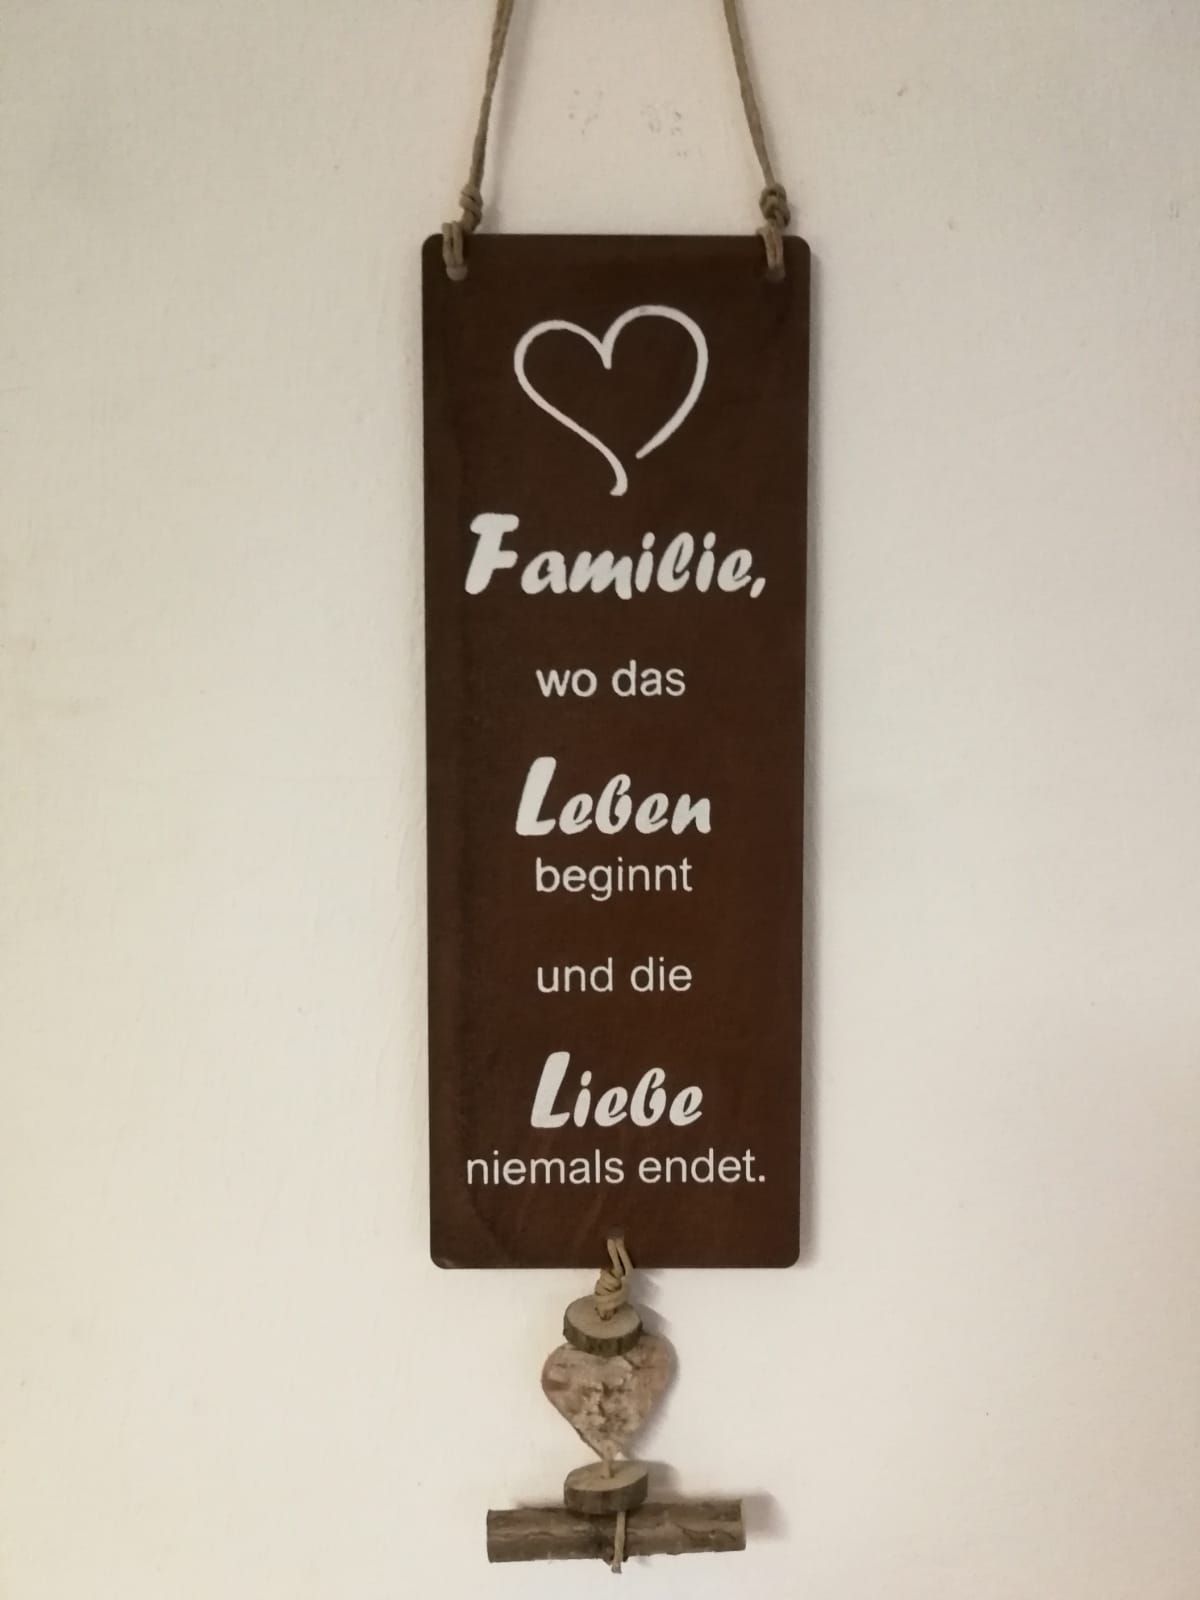 Familie,
wo das
Leben
beginnt
und die
Liebe
niemals endet.